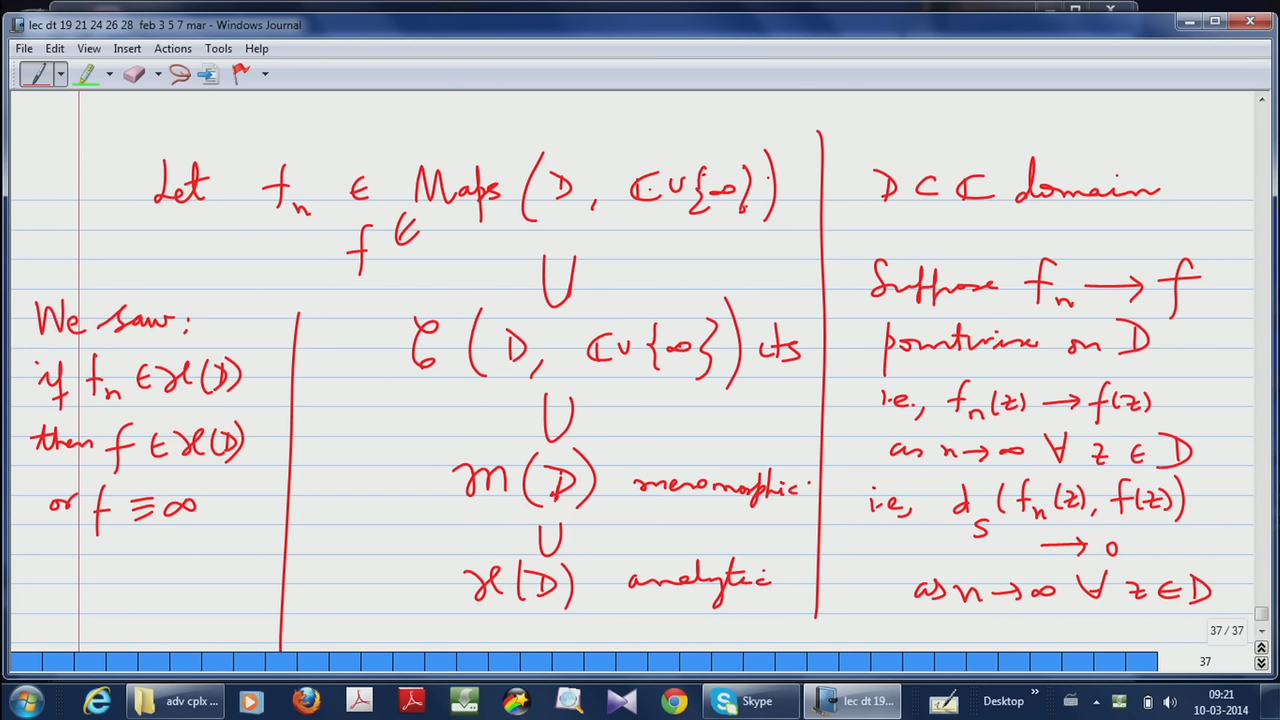 lec dt 19 21 24 26 28 feb 3 5 7 mar - Windows Journal
File Edit View Insert Actions Tools Help
Let fₙ ∈ Maps (D, ℂ∪{∞})
f ∈
∪
𝒞 (D, ℂ∪{∞}) cts
∪
ℳ (D) meromorphic
∪
ℋ(D) analytic
We saw:
if fₙ ∈ ℋ(D)
then f ∈ ℋ(D)
or f ≡ ∞
D ⊂ ℂ domain
Suppose fₙ → f
pointwise on D
i.e., fₙ(z) → f(z)
as n → ∞ ∀ z ∈ D
i.e., d_S (fₙ(z), f(z))
→ 0
as n → ∞ ∀ z ∈ D
37 / 37
37
adv cplx ...
Skype
lec dt 19...
Desktop »
09:21
10-03-2014